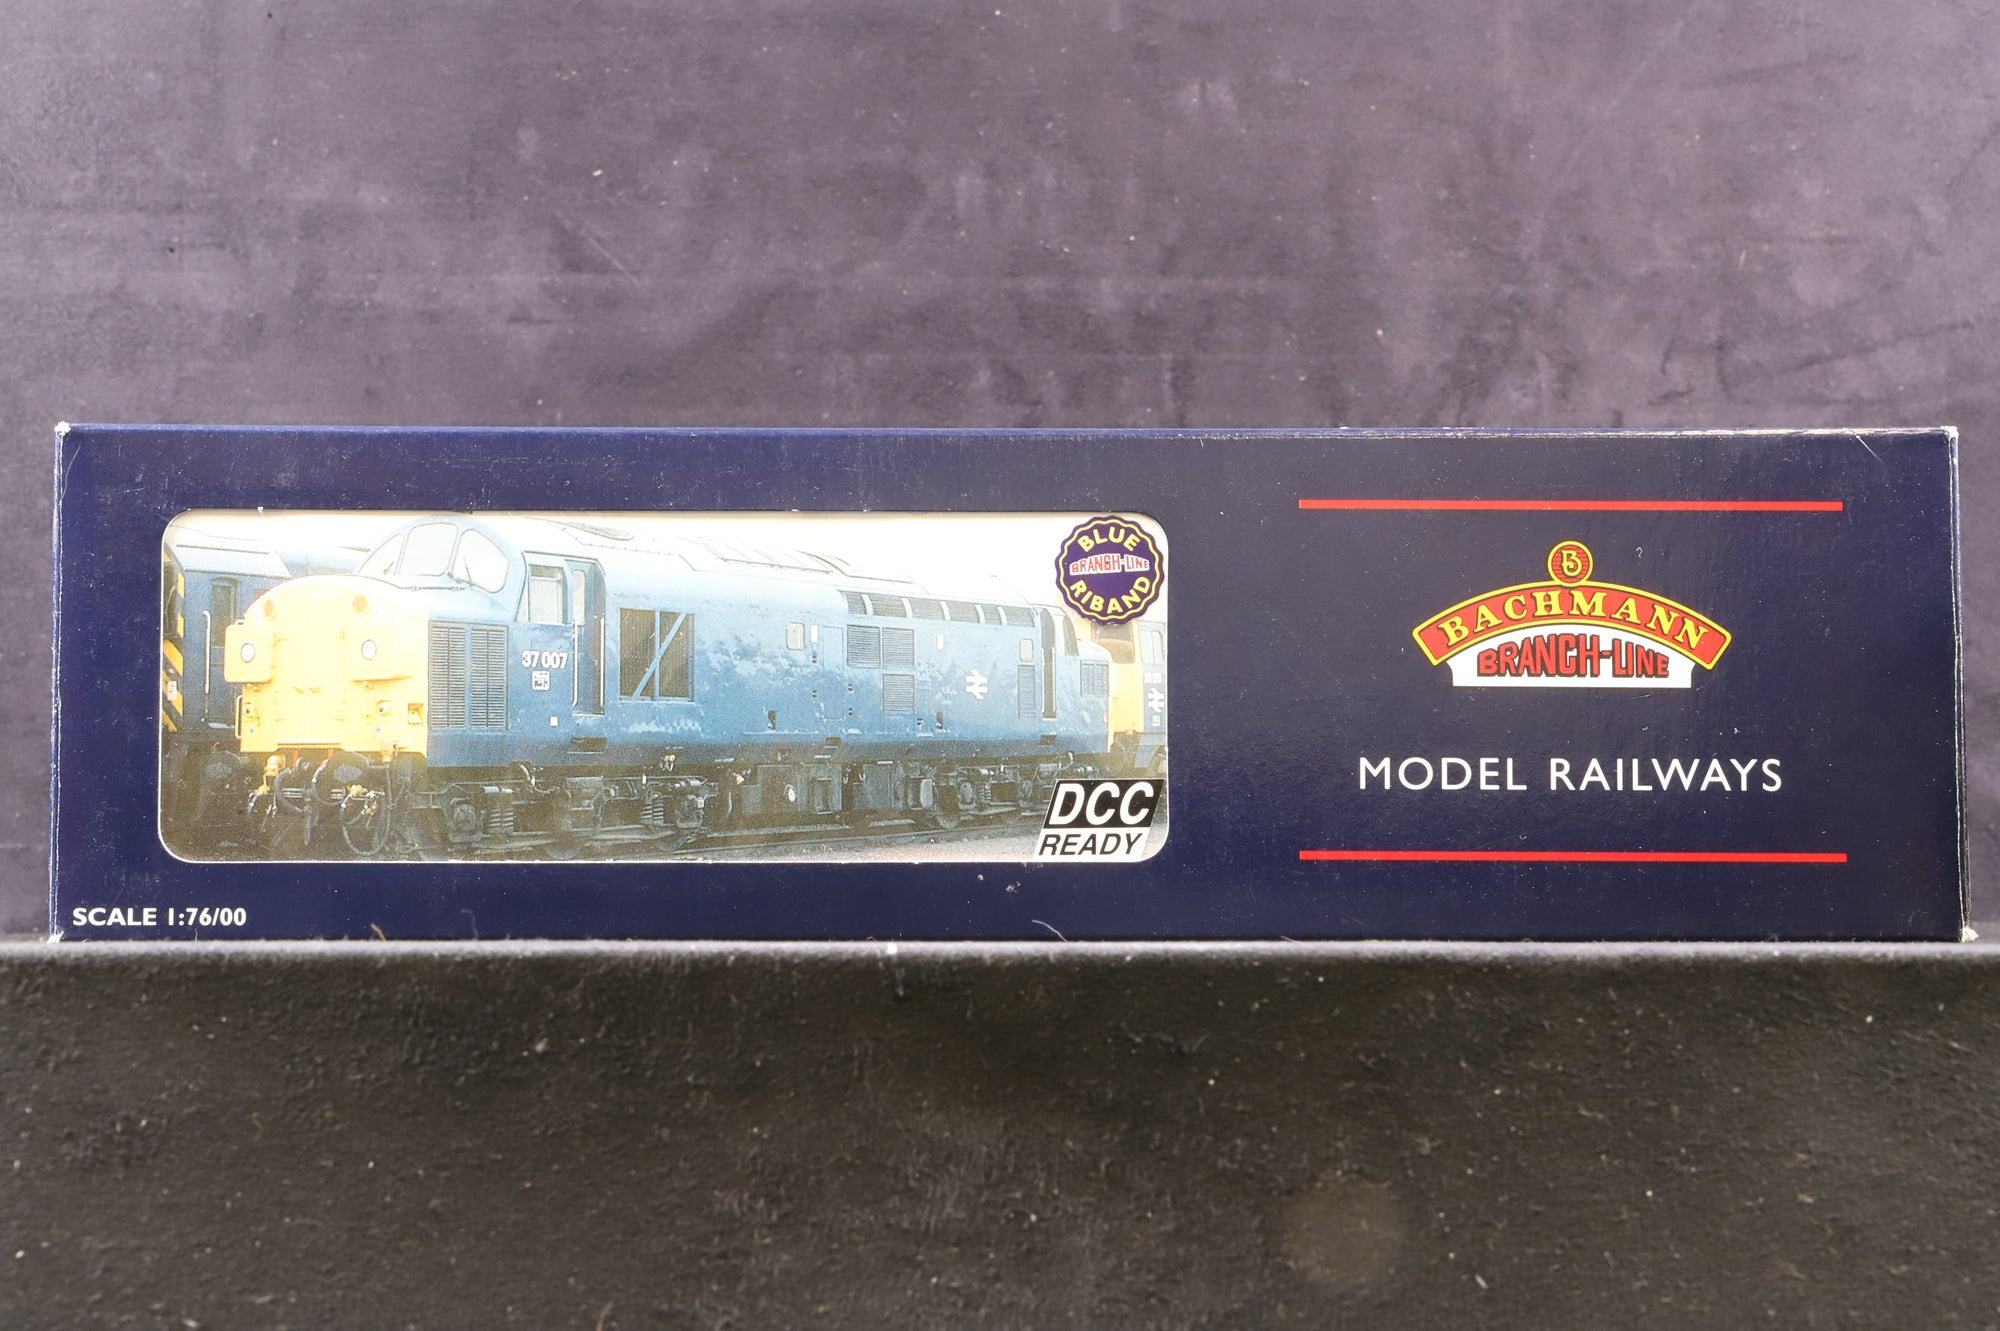 BLUE
BRANCH-LINE
RIBAND
37 007
DCC
READY
SCALE 1:76/00
B
BACHMANN
BRANCH-LINE
MODEL RAILWAYS